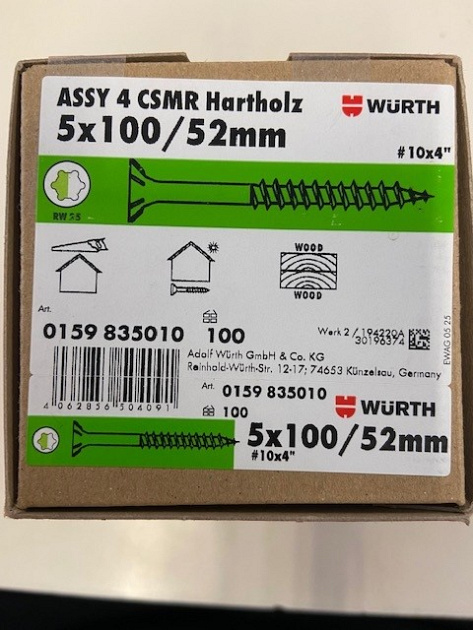 ASSY 4 CSMR Hartholz
WÜRTH
5x100/52mm
#10x4"
RW 25
WOOD
WOOD
Art.
0159 835010 100
Werk 2 / 194220A
30196374
EWAG 05 25
Adolf Würth GmbH & Co. KG
Reinhold-Würth-Str. 12-17; 74653 Künzelsau, Germany
4 062856 504091
Art. 0159 835010
100
WÜRTH
5x100/52mm
#10x4"